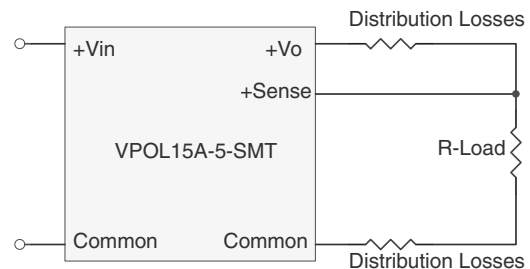 Distribution Losses
+Vin
+Vo
+Sense
VPOL15A-5-SMT
R-Load
Common
Common
Distribution Losses